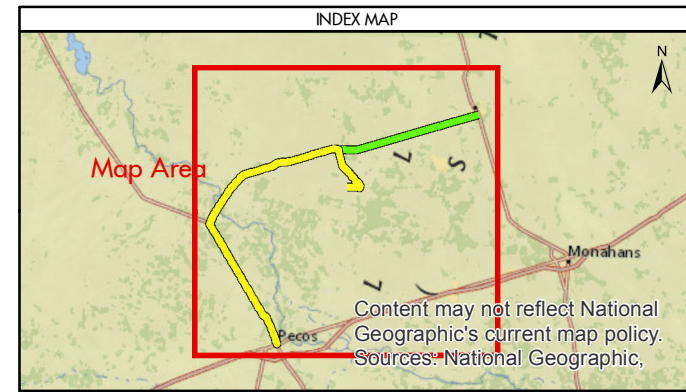 INDEX MAP
N
Map Area
L
S
Monahans
L
(
Pecos
Content may not reflect National
Geographic's current map policy.
Sources: National Geographic,